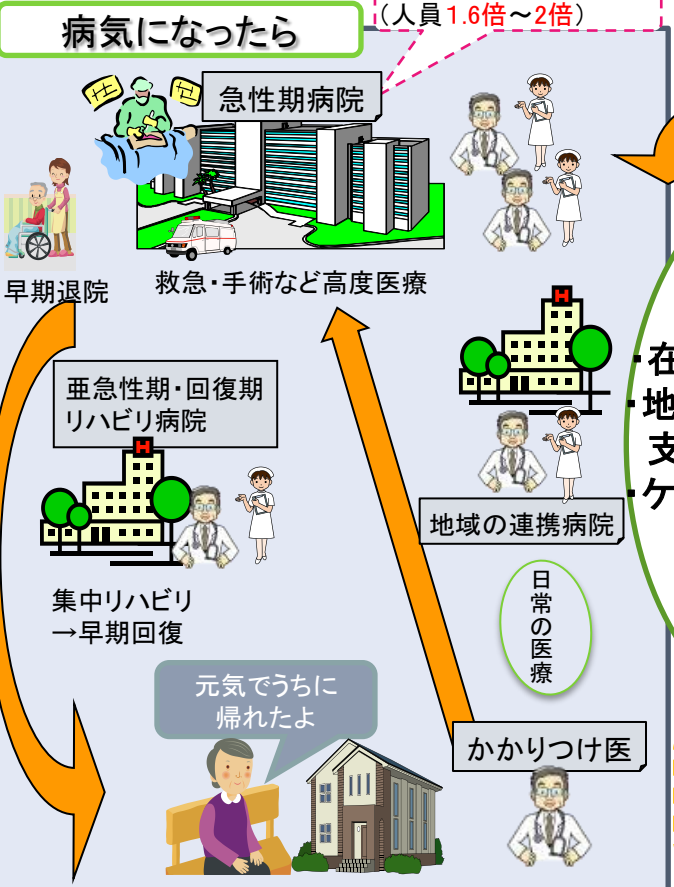 (人員1.6倍~2倍)
病気になったら
急性期病院
早期退院
救急・手術など高度医療
亜急性期・回復期
リハビリ病院
H
H
・在
・地
支
・ケ
地域の連携病院
集中リハビリ
→早期回復
日常の医療
元気でうちに
帰れたよ
かかりつけ医